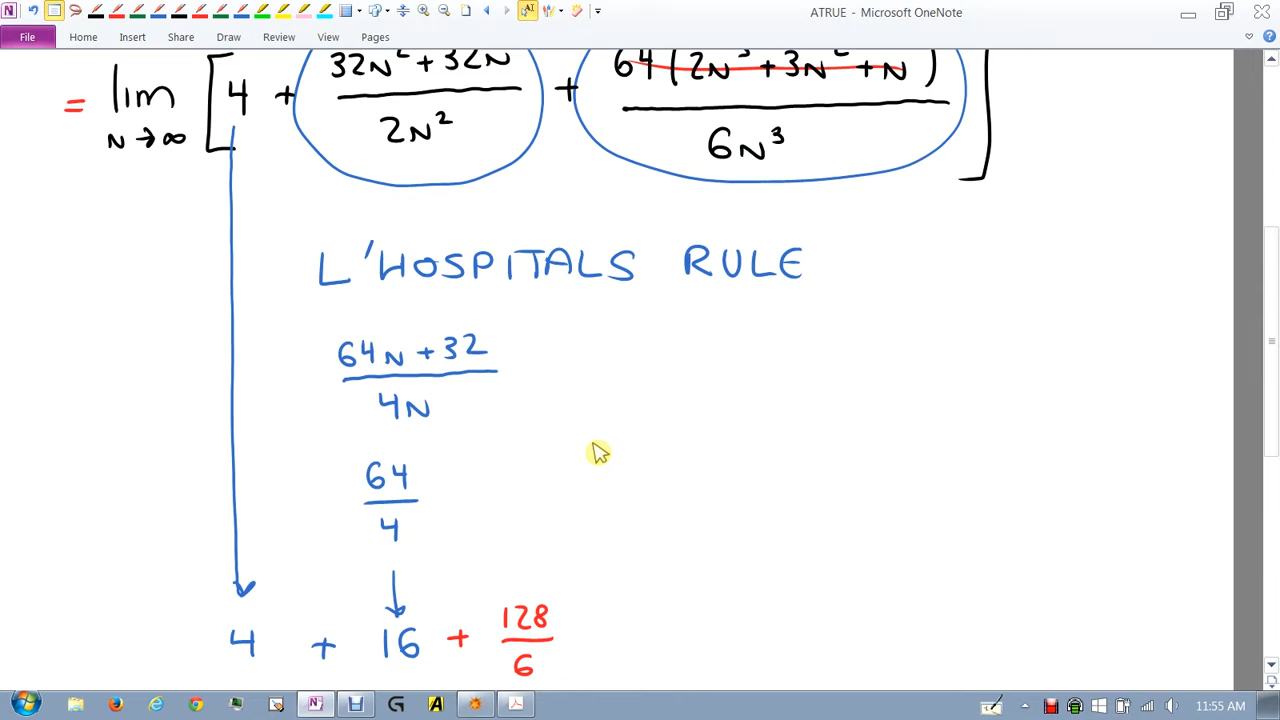 ATRUE - Microsoft OneNote
File Home Insert Share Draw Review View Pages
= lim N→∞ [ 4 + (32N² + 32N)/(2N²) + 64(2N³ + 3N² + N)/(6N³) ]
L'HOSPITALS RULE
64N + 32
4N
64
4
4 + 16 + 128/6
11:55 AM